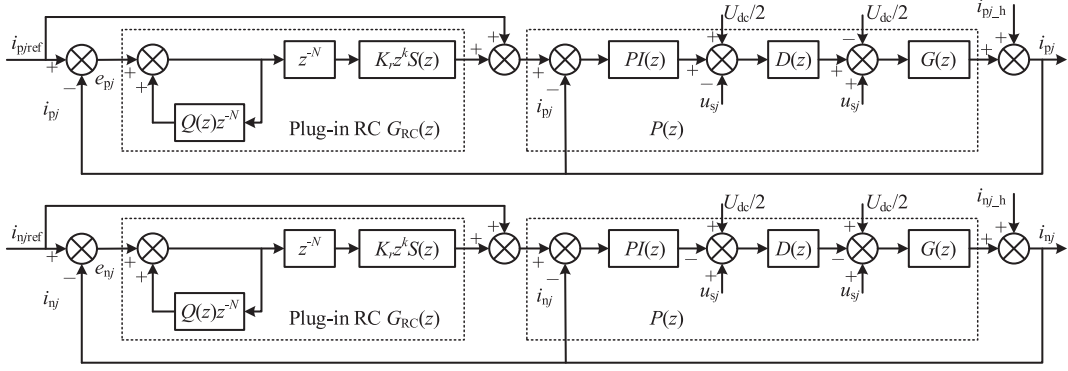 U_dc/2 U_dc/2 i_pj_h
i_pjref + + + + i_pj
+ e_pj + z^-N K_r z^k S(z) + + PI(z) + + D(z) + − G(z) + +
− i_pj + Q(z)z^-N − i_pj + u_sj + u_sj
Plug-in RC G_RC(z) P(z)
U_dc/2 U_dc/2 i_nj_h
i_njref + + + + i_nj
+ e_nj + z^-N K_r z^k S(z) + + PI(z) − + D(z) − + G(z) + +
− i_nj + Q(z)z^-N − i_nj + u_sj + u_sj
Plug-in RC G_RC(z) P(z)